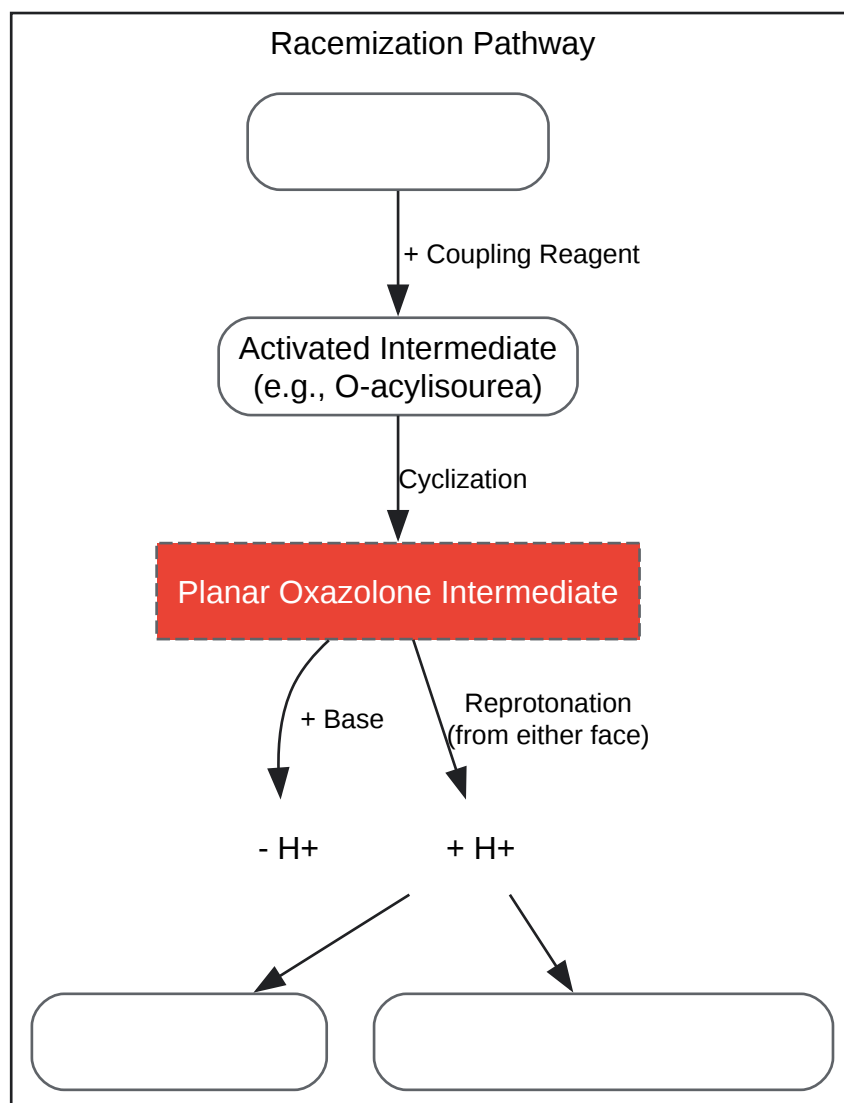 Racemization Pathway
+ Coupling Reagent
Activated Intermediate
(e.g., O-acylisourea)
Cyclization
Planar Oxazolone Intermediate
+ Base
Reprotonation
(from either face)
- H+
+ H+